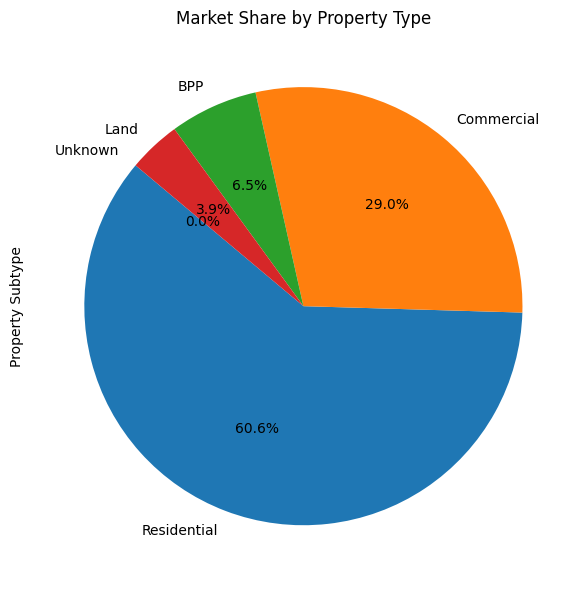 Market Share by Property Type
BPP
Commercial
Land
Unknown
6.5%
29.0%
3.9%
0.0%
Property Subtype
60.6%
Residential